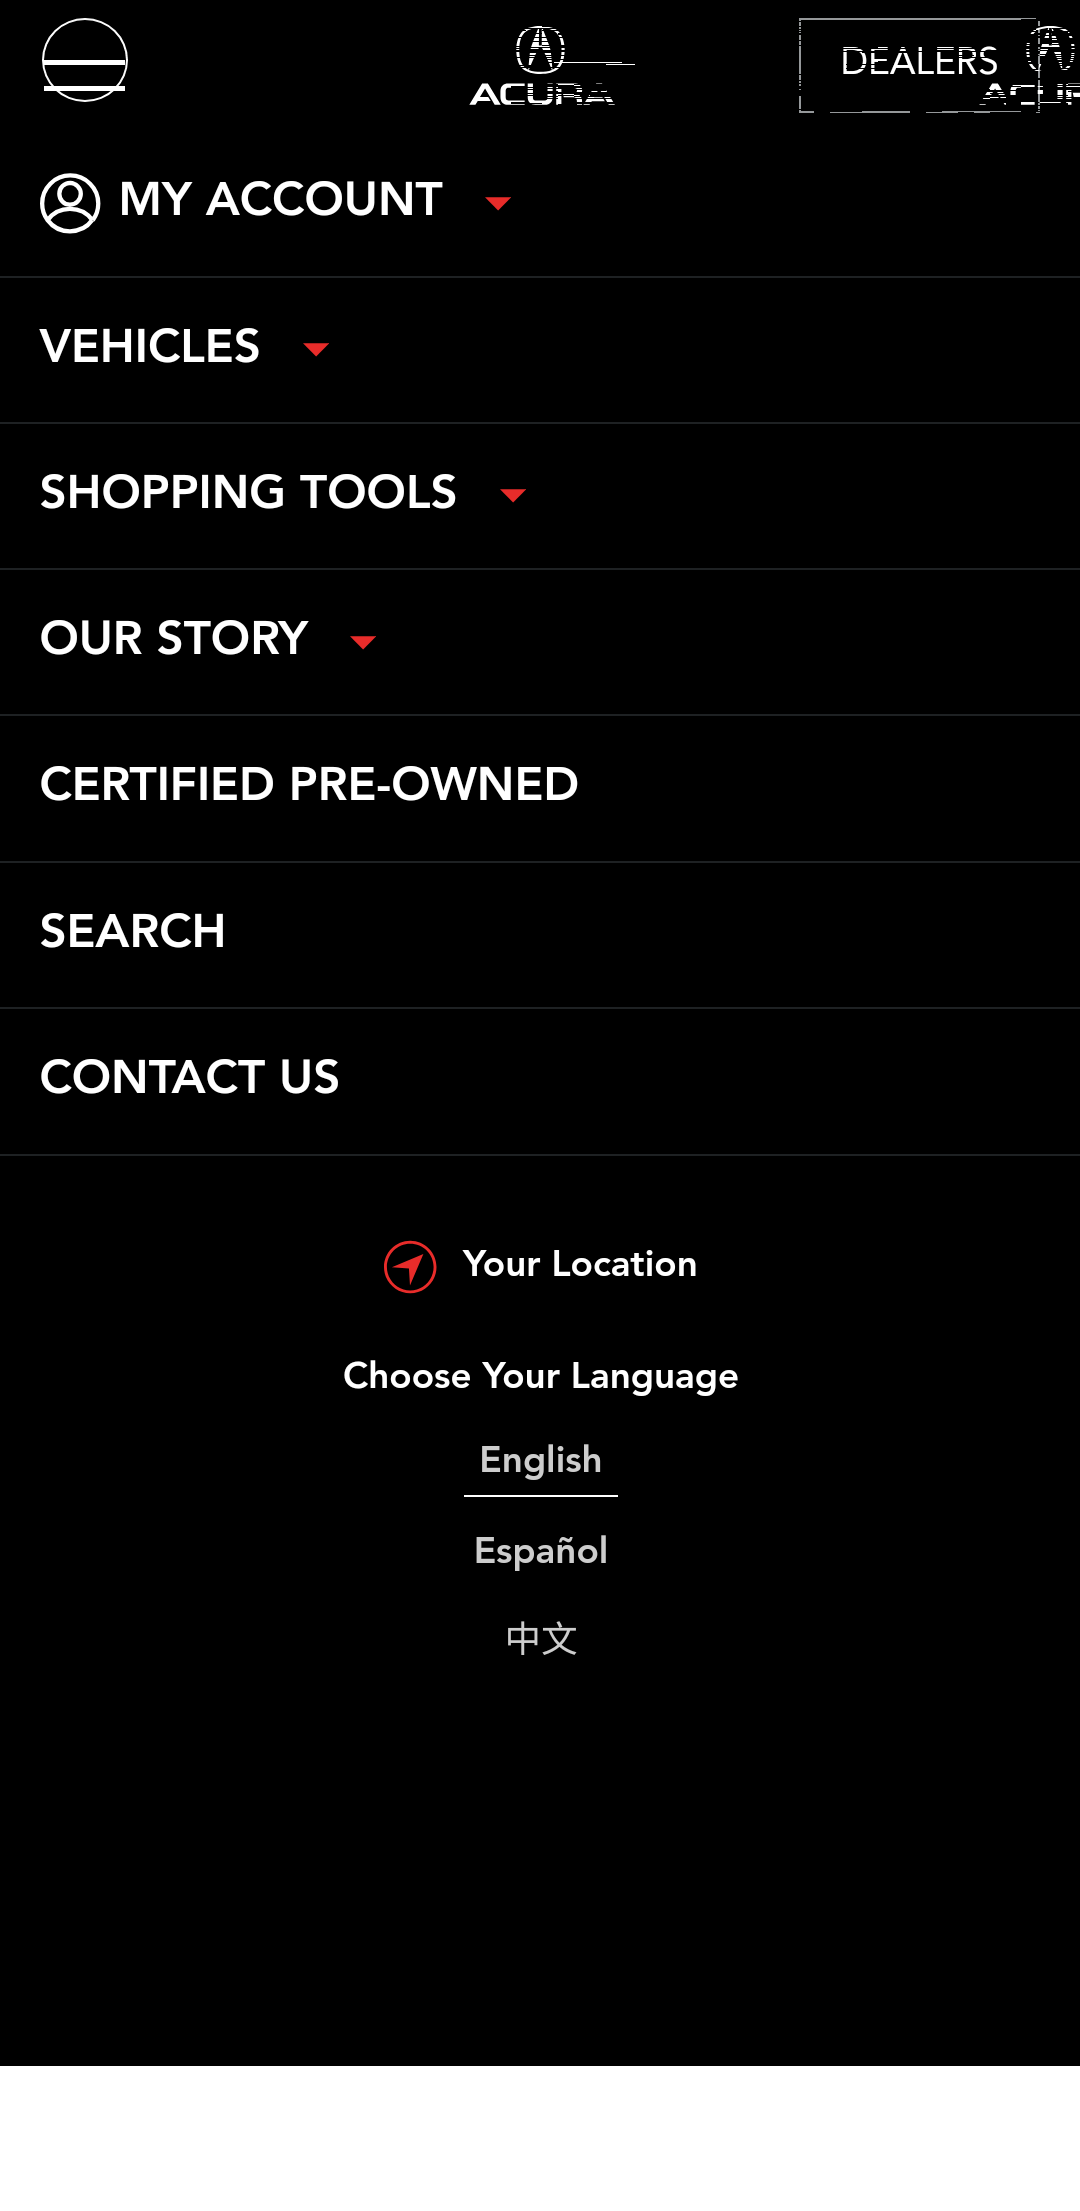 ACURA
DEALERS
MY ACCOUNT
VEHICLES
SHOPPING TOOLS
OUR STORY
CERTIFIED PRE-OWNED
SEARCH
CONTACT US
Your Location
Choose Your Language
English
Español
中文